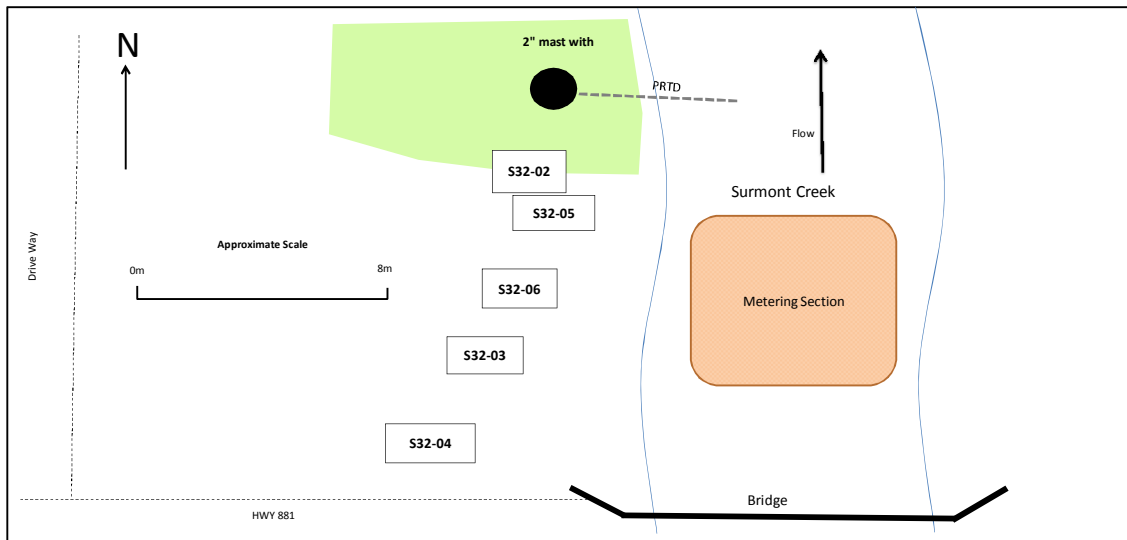 N
2" mast with
PRTD
Flow
S32-02
Surmont Creek
S32-05
Drive Way
Approximate Scale
0m
8m
S32-06
Metering Section
S32-03
S32-04
Bridge
HWY 881